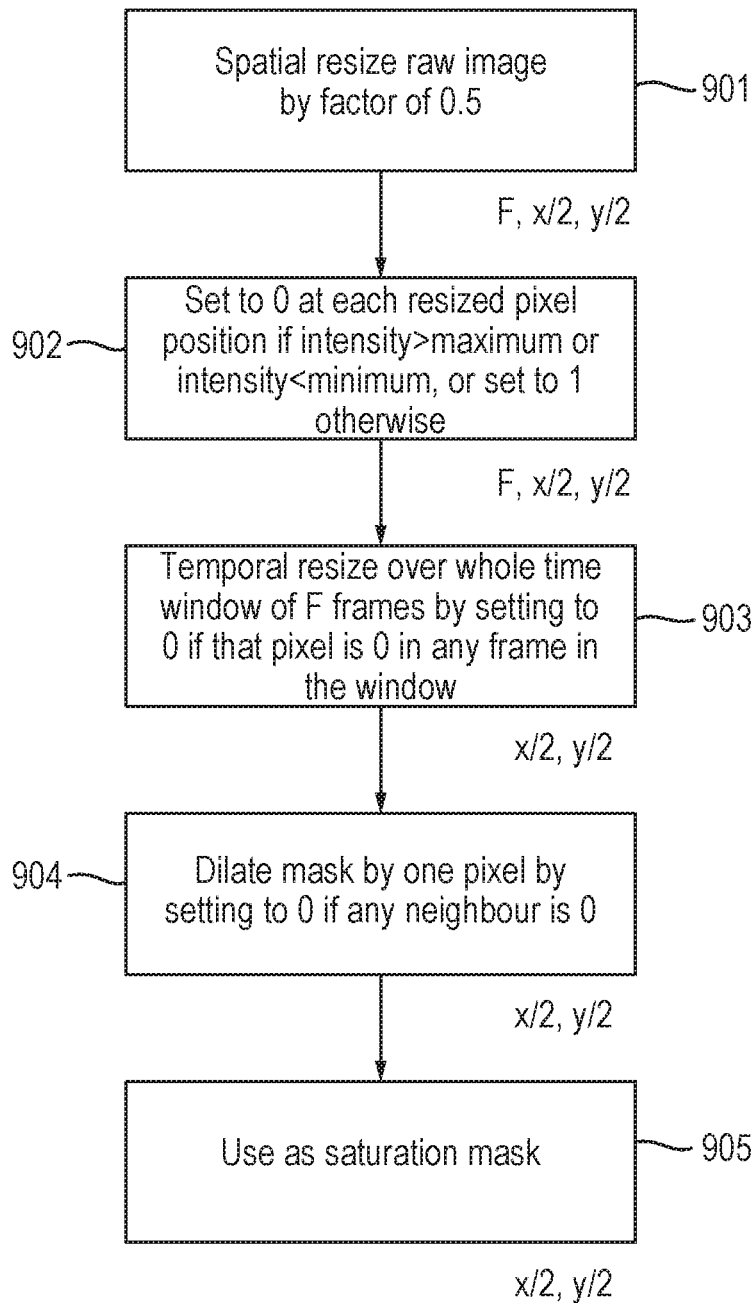 Spatial resize raw image
by factor of 0.5
901
F, x/2, y/2
902
Set to 0 at each resized pixel
position if intensity>maximum or
intensity<minimum, or set to 1
otherwise
F, x/2, y/2
Temporal resize over whole time
window of F frames by setting to
0 if that pixel is 0 in any frame in
the window
903
x/2, y/2
904
Dilate mask by one pixel by
setting to 0 if any neighbour is 0
x/2, y/2
Use as saturation mask
905
x/2, y/2